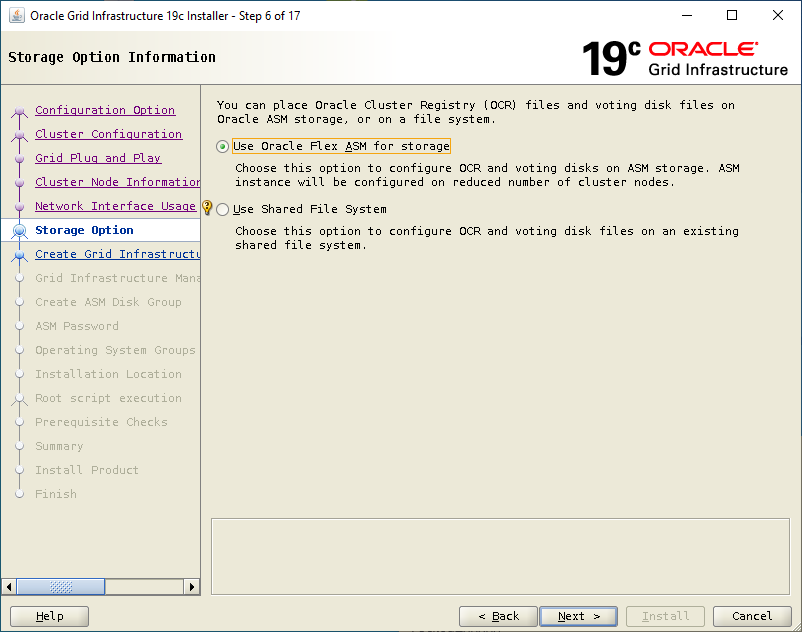 Oracle Grid Infrastructure 19c Installer - Step 6 of 17
Storage Option Information
19c ORACLE
Grid Infrastructure
Configuration Option
Cluster Configuration
Grid Plug and Play
Cluster Node Information
Network Interface Usage
Storage Option
Create Grid Infrastructu
Grid Infrastructure Mana
Create ASM Disk Group
ASM Password
Operating System Groups
Installation Location
Root script execution
Prerequisite Checks
Summary
Install Product
Finish
You can place Oracle Cluster Registry (OCR) files and voting disk files on
Oracle ASM storage, or on a file system.
Use Oracle Flex ASM for storage
Choose this option to configure OCR and voting disks on ASM storage. ASM
instance will be configured on reduced number of cluster nodes.
Use Shared File System
Choose this option to configure OCR and voting disk files on an existing
shared file system.
Help
< Back
Next >
Install
Cancel